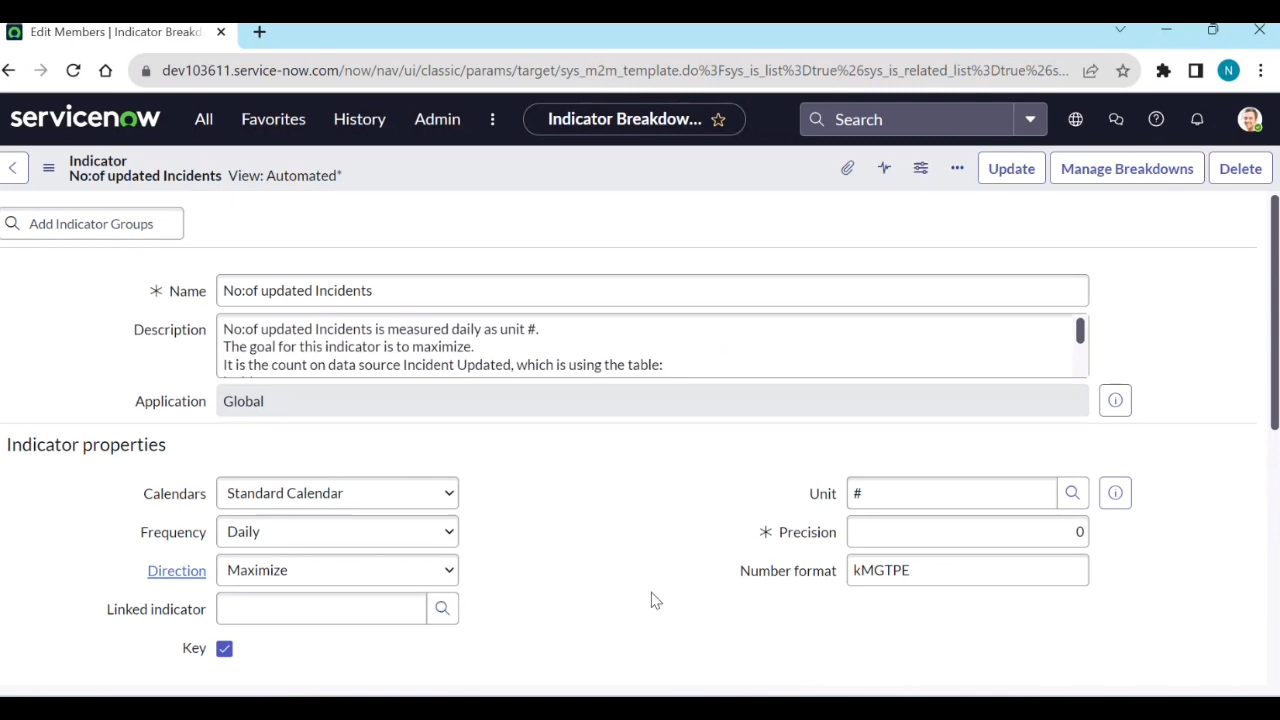 Edit Members | Indicator Breakd
dev103611.service-now.com/now/nav/ui/classic/params/target/sys_m2m_template.do%3Fsys_is_list%3Dtrue%26sys_is_related_list%3Dtrue%26s...
N
servicenow All Favorites History Admin Indicator Breakdow... Search
Indicator
No:of updated Incidents View: Automated*
Update Manage Breakdowns Delete
Add Indicator Groups
Name No:of updated Incidents
Description No:of updated Incidents is measured daily as unit #.
The goal for this indicator is to maximize.
It is the count on data source Incident Updated, which is using the table:
Application Global
Indicator properties
Calendars Standard Calendar Unit #
Frequency Daily Precision 0
Direction Maximize Number format kMGTPE
Linked indicator
Key